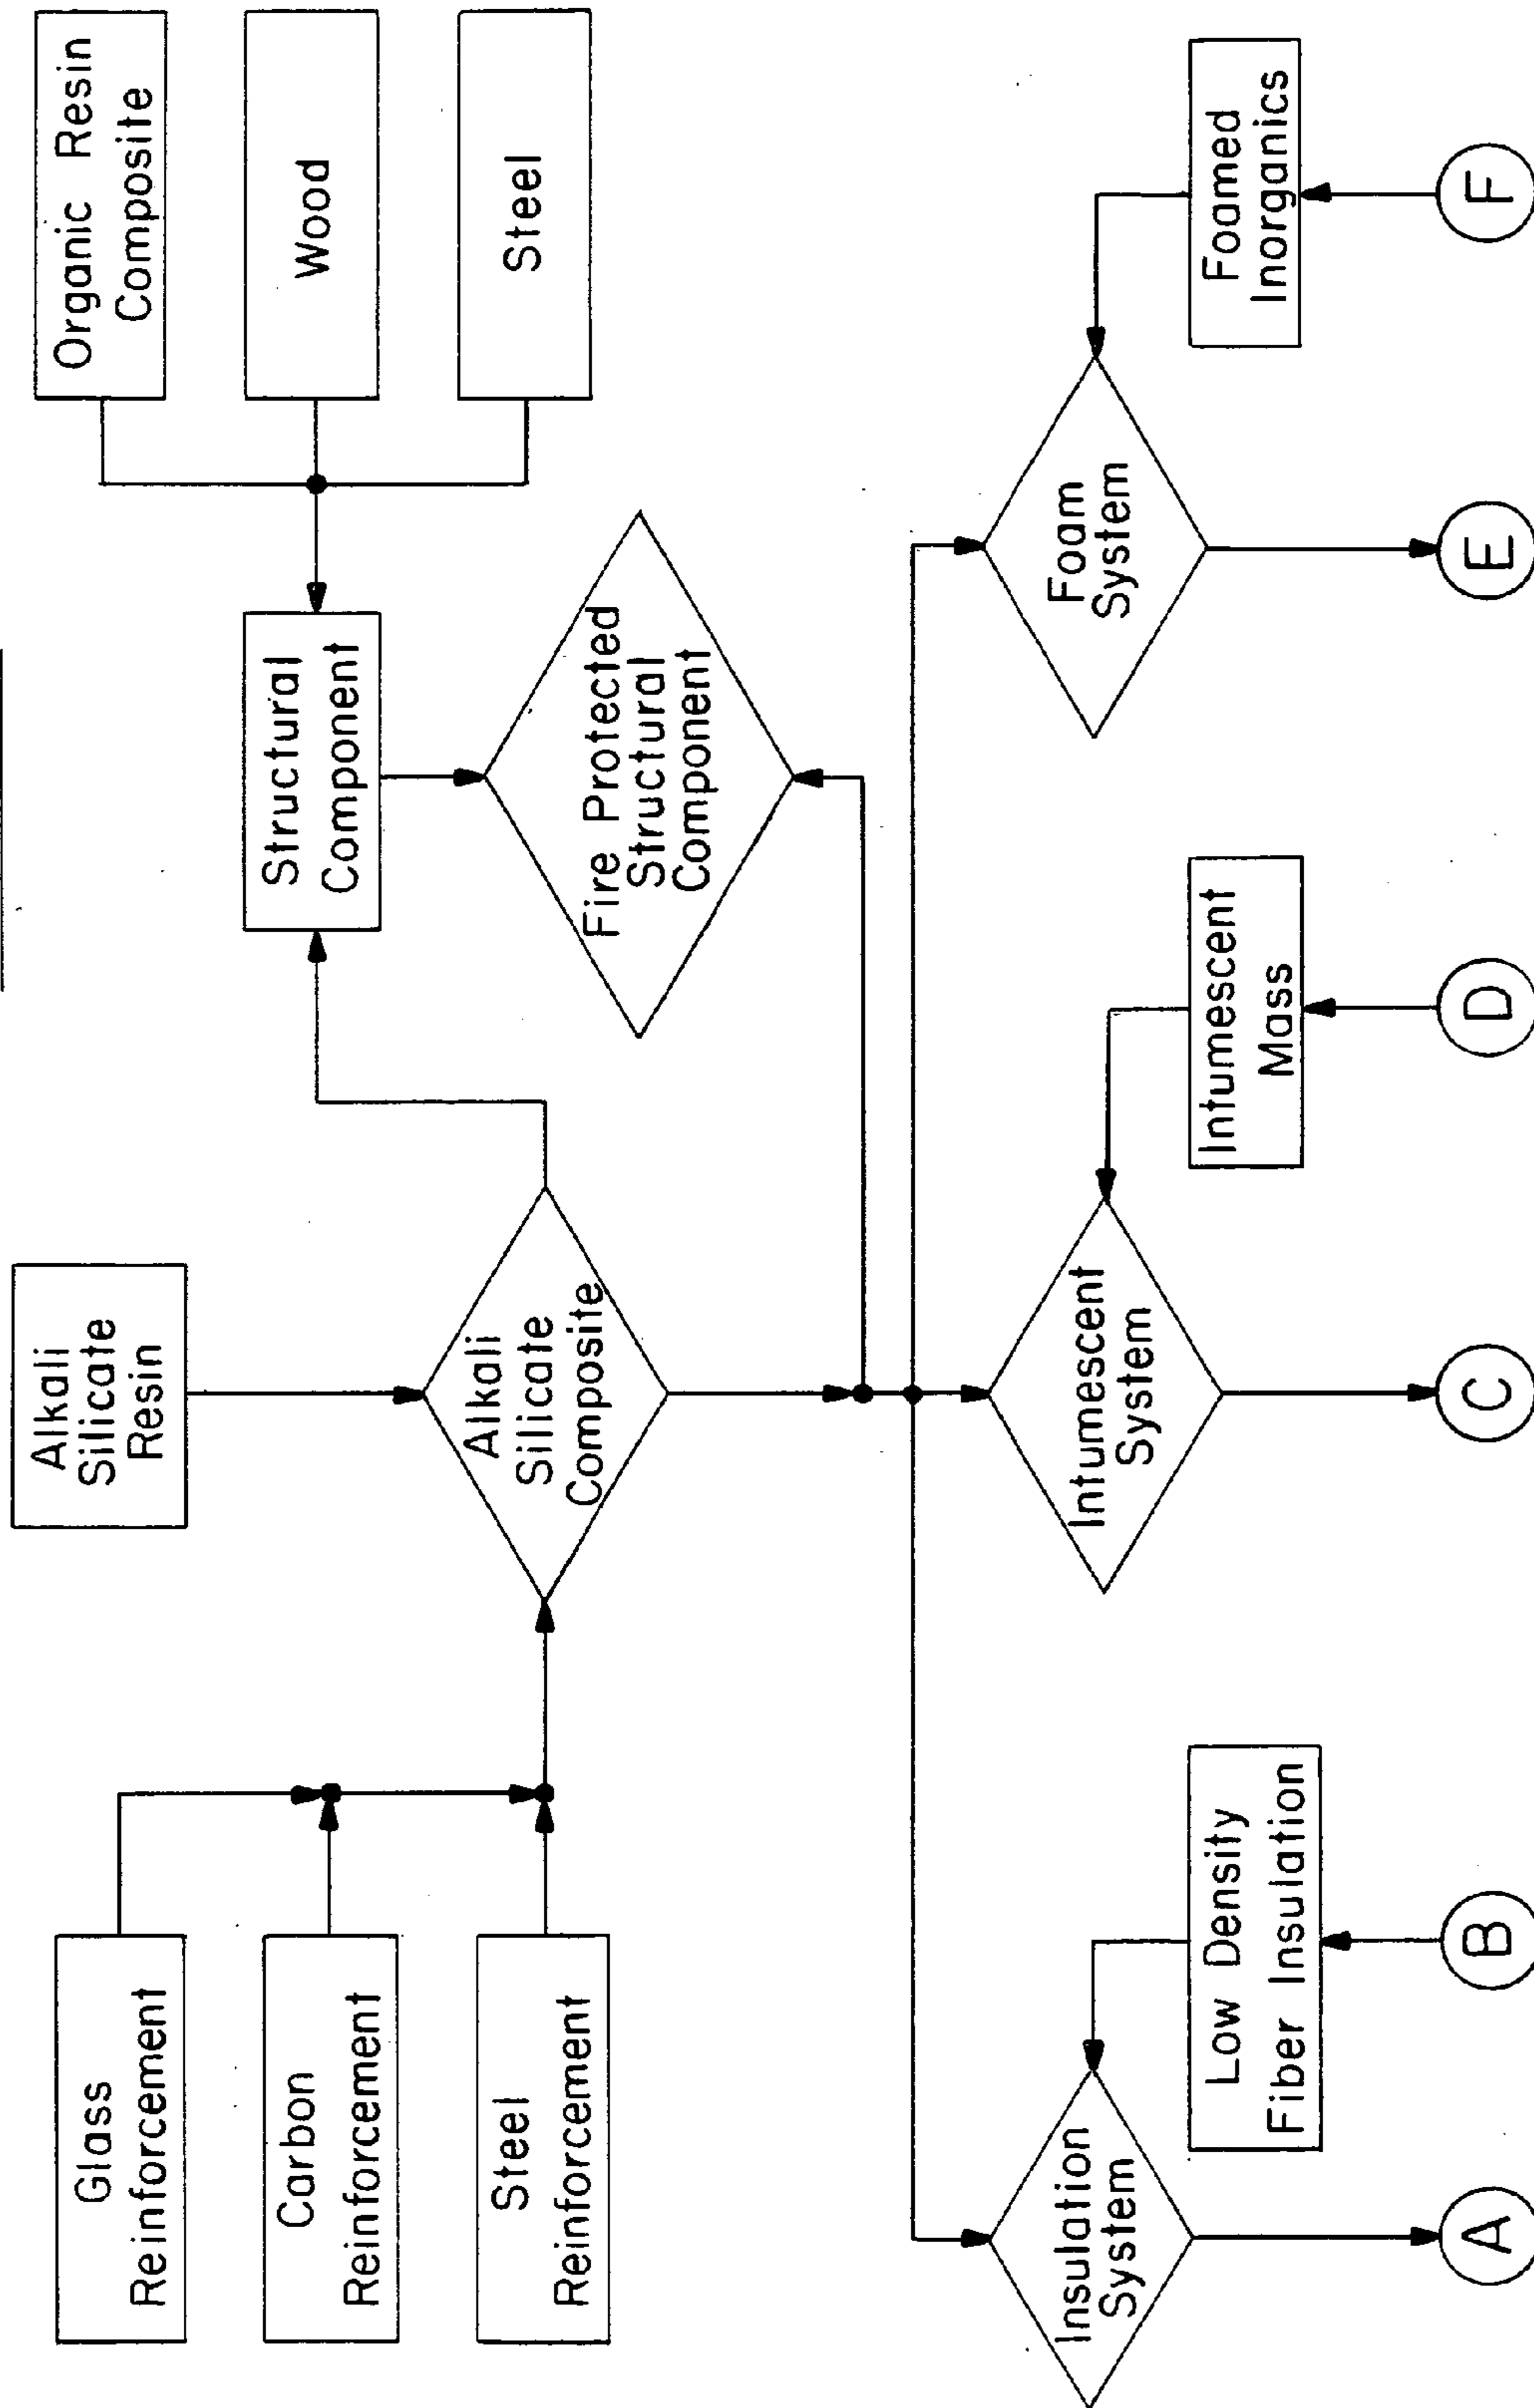 Glass
Reinforcement
Carbon
Reinforcement
Steel
Reinforcement
Alkali
Silicate
Resin
Alkali
Silicate
Composite
Organic Resin
Composite
Wood
Steel
Structural
Component
Fire Protected
Structural
Component
Insulation
System
Low Density
Fiber Insulation
Intumescent
System
Intumescent
Mass
Foam
System
Foamed
Inorganics
A
B
C
D
E
F